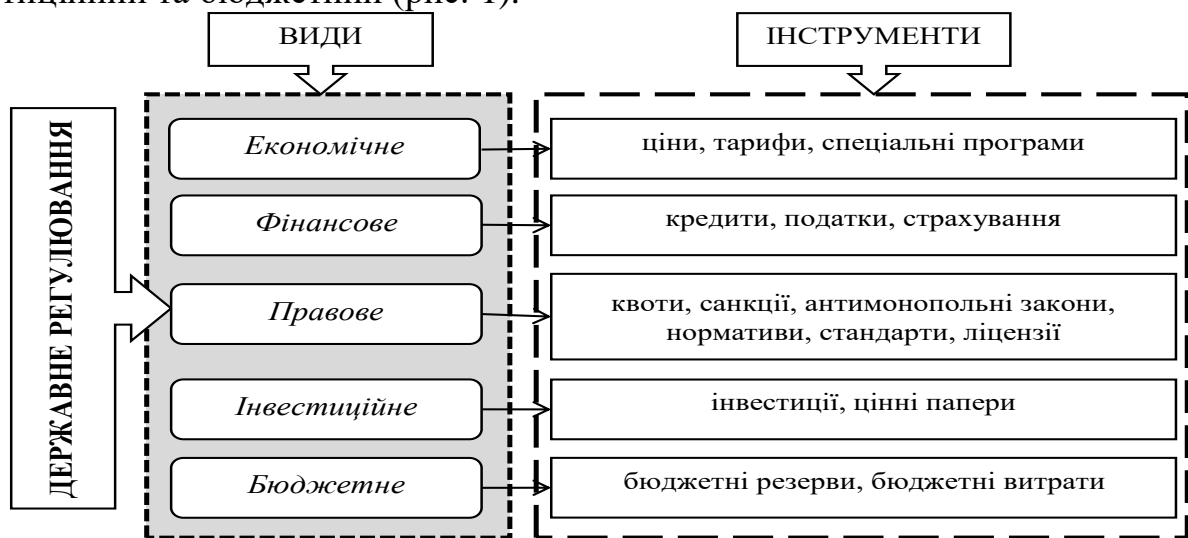 тиційний та бюджетний (рис. 1).
ВИДИ
ІНСТРУМЕНТИ
ДЕРЖАВНЕ РЕГУЛЮВАННЯ
Економічне
ціни, тарифи, спеціальні програми
Фінансове
кредити, податки, страхування
Правове
квоти, санкції, антимонопольні закони,
нормативи, стандарти, ліцензії
Інвестиційне
інвестиції, цінні папери
Бюджетне
бюджетні резерви, бюджетні витрати